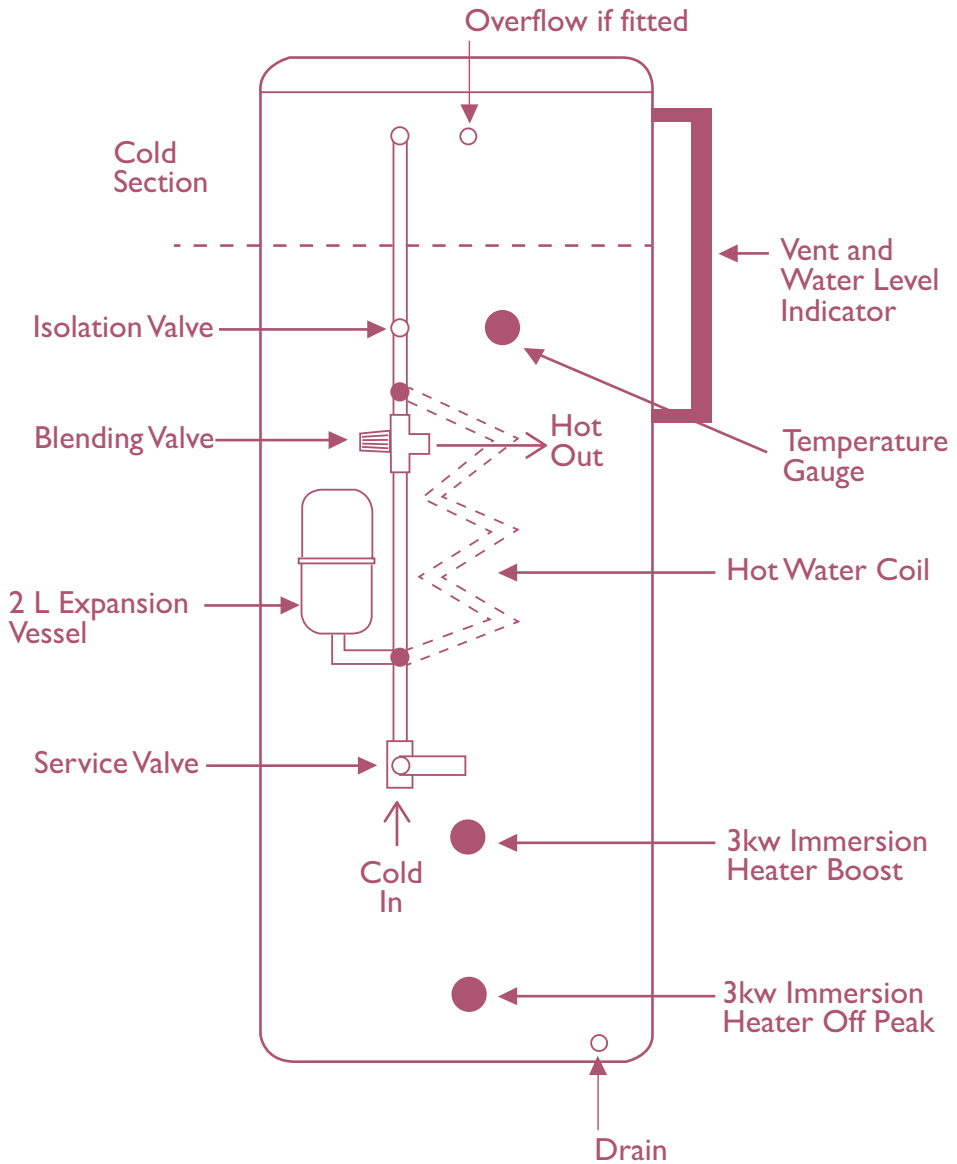 Overflow if fitted
Cold
Section
Vent and
Water Level
Indicator
Isolation Valve
Blending Valve
Hot
Out
Temperature
Gauge
Hot Water Coil
2 L Expansion
Vessel
Service Valve
Cold
In
3kw Immersion
Heater Boost
3kw Immersion
Heater Off Peak
Drain